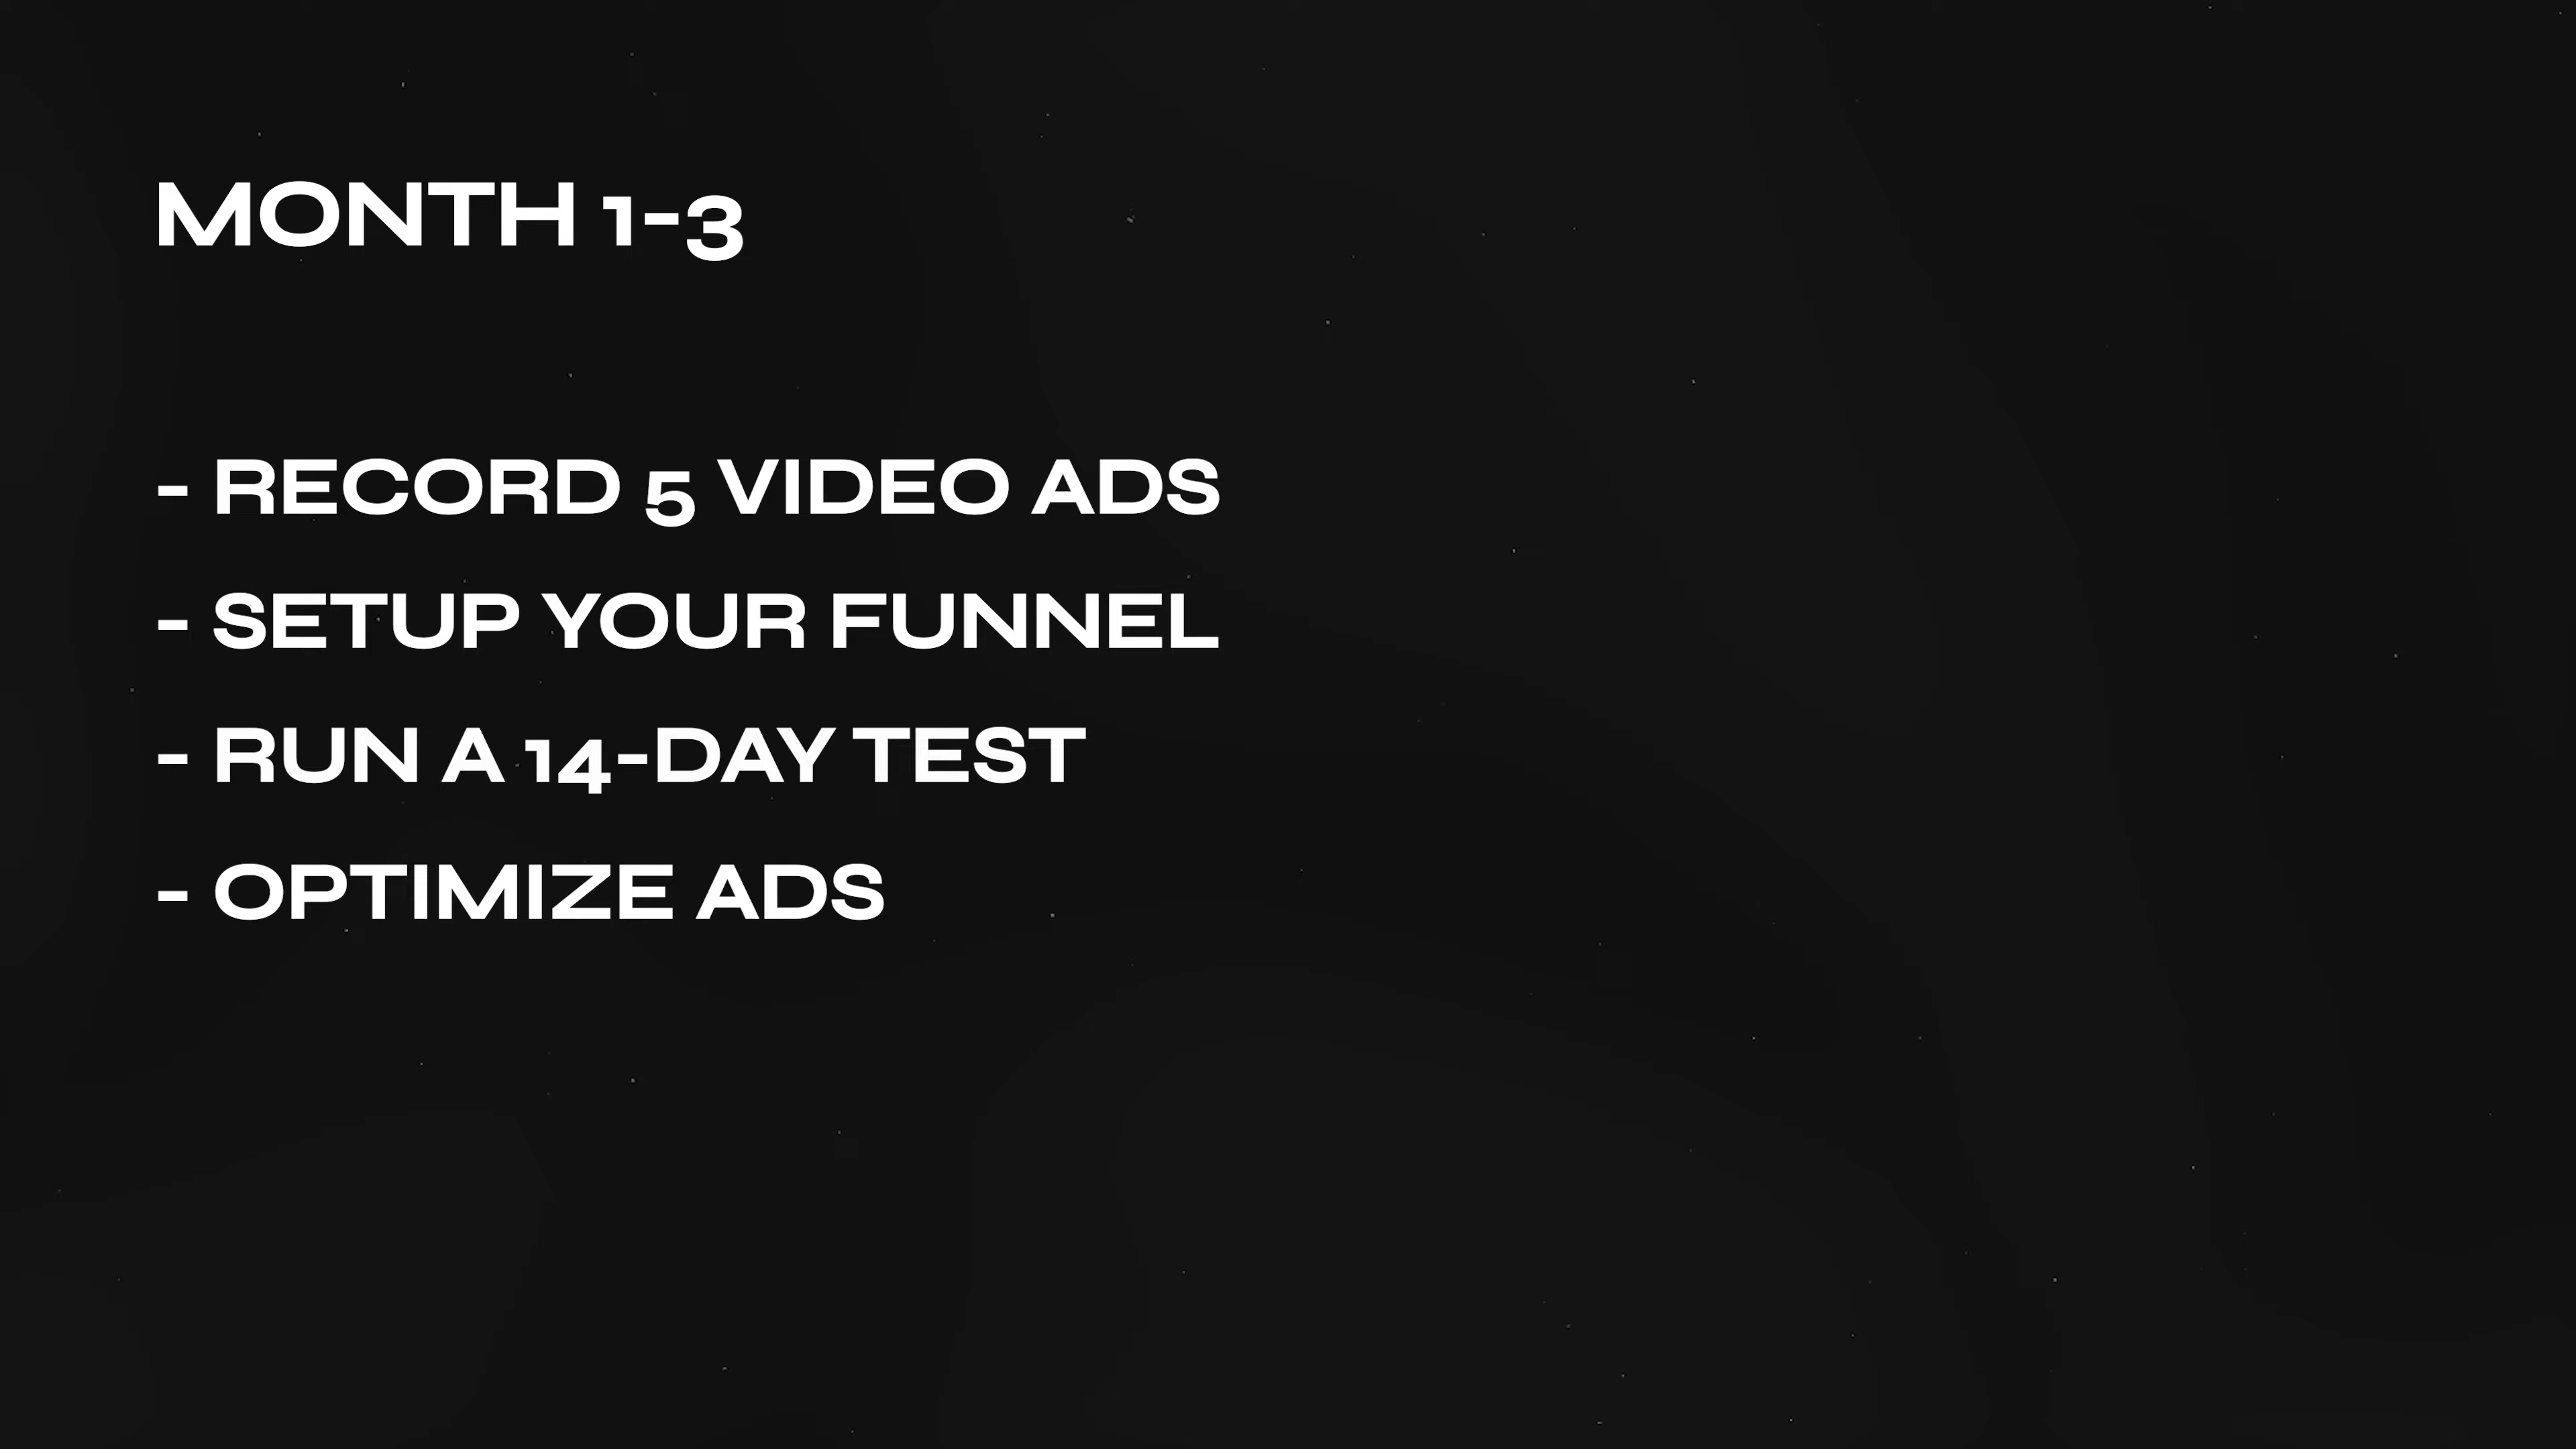 MONTH 1-3
- RECORD 5 VIDEO ADS
- SETUP YOUR FUNNEL
- RUN A 14-DAY TEST
- OPTIMIZE ADS